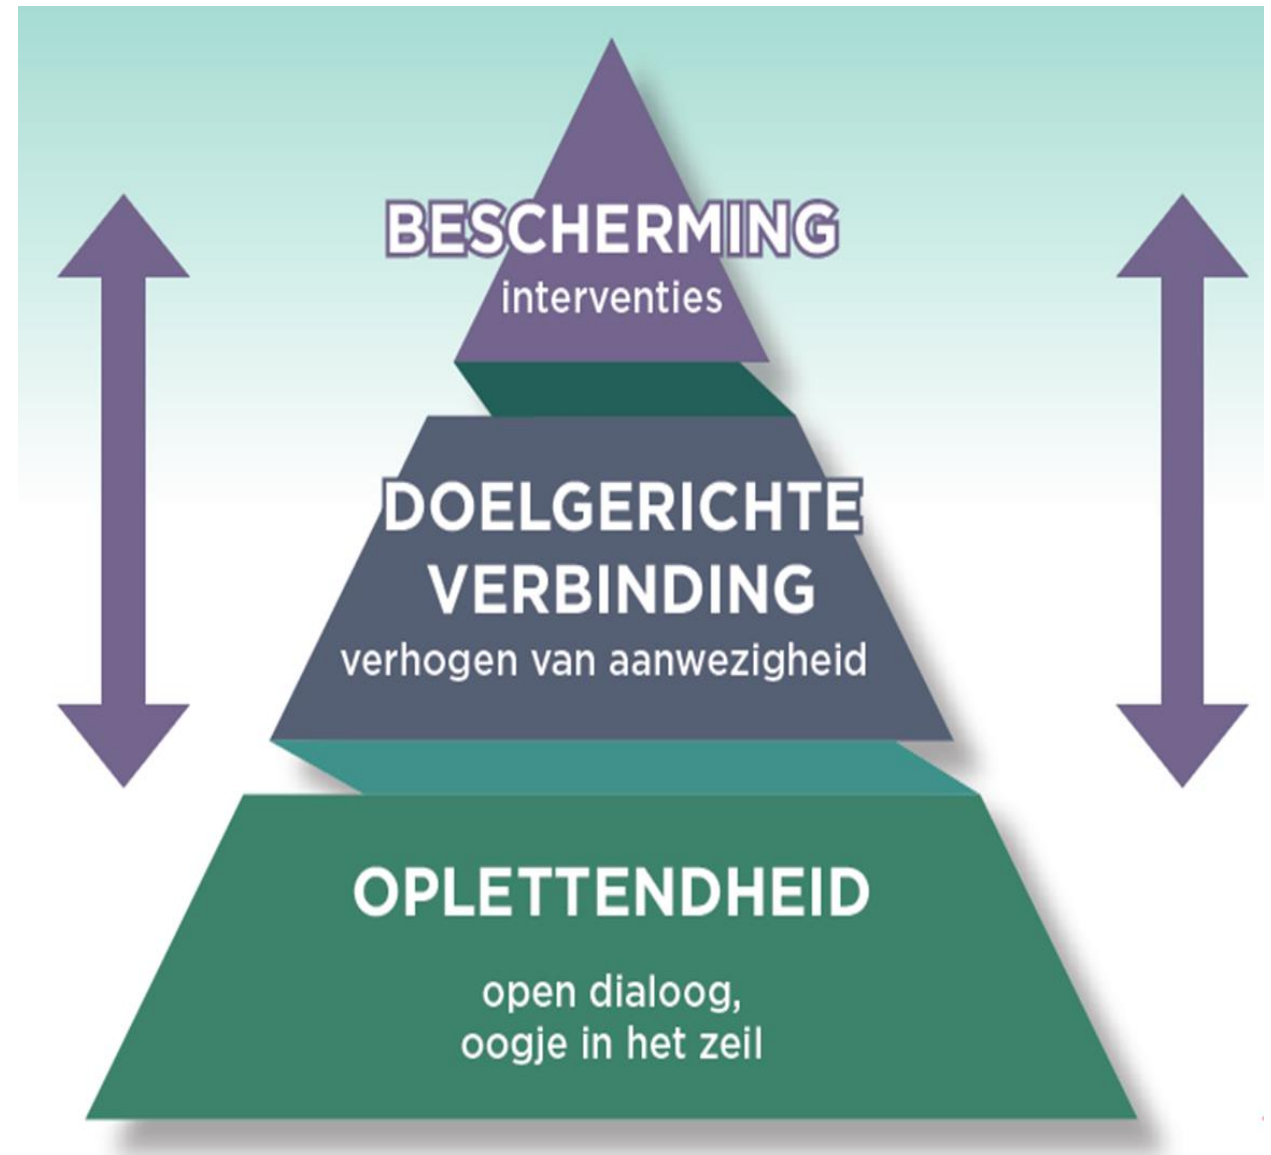 BESCHERMING
interventies
DOELGERICHTE
VERBINDING
verhogen van aanwezigheid
OPLETTENDHEID
open dialoog,
oogje in het zeil